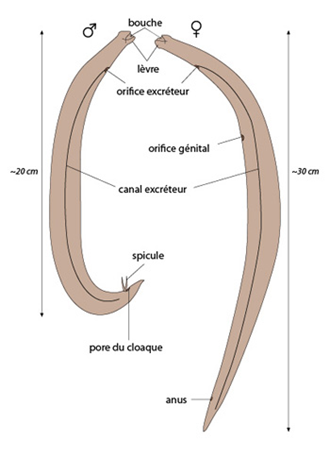 bouche
♂ ♀
lèvre
orifice excréteur
orifice génital
~20 cm
~30 cm
canal excréteur
spicule
pore du cloaque
anus